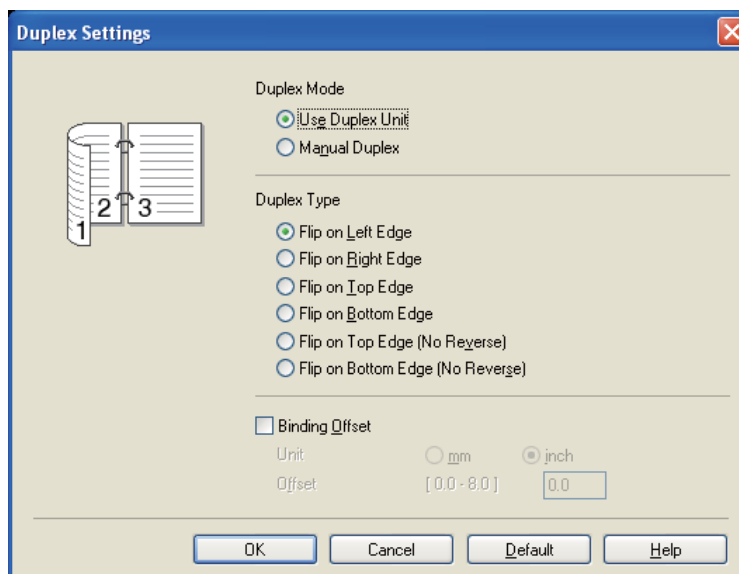 Duplex Settings
Duplex Mode
Use Duplex Unit
Manual Duplex
1 2 3
Duplex Type
Flip on Left Edge
Flip on Right Edge
Flip on Top Edge
Flip on Bottom Edge
Flip on Top Edge (No Reverse)
Flip on Bottom Edge (No Reverse)
Binding Offset
Unit mm inch
Offset [ 0.0 - 8.0 ] 0.0
OK Cancel Default Help